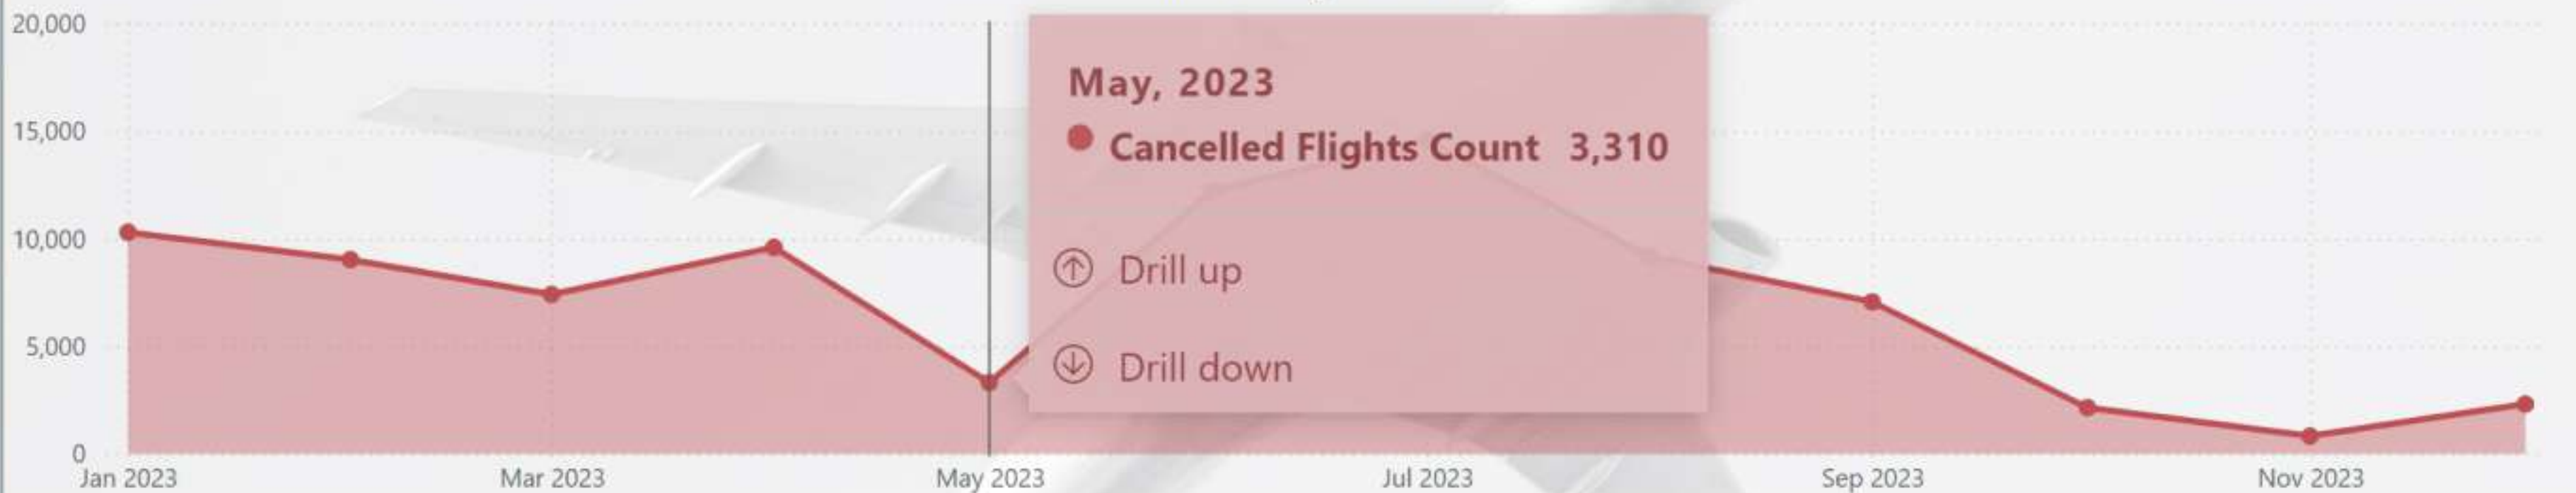 20,000
15,000
10,000
5,000
0
May, 2023
Cancelled Flights Count 3,310
Drill up
Drill down
Jan 2023 Mar 2023 May 2023 Jul 2023 Sep 2023 Nov 2023